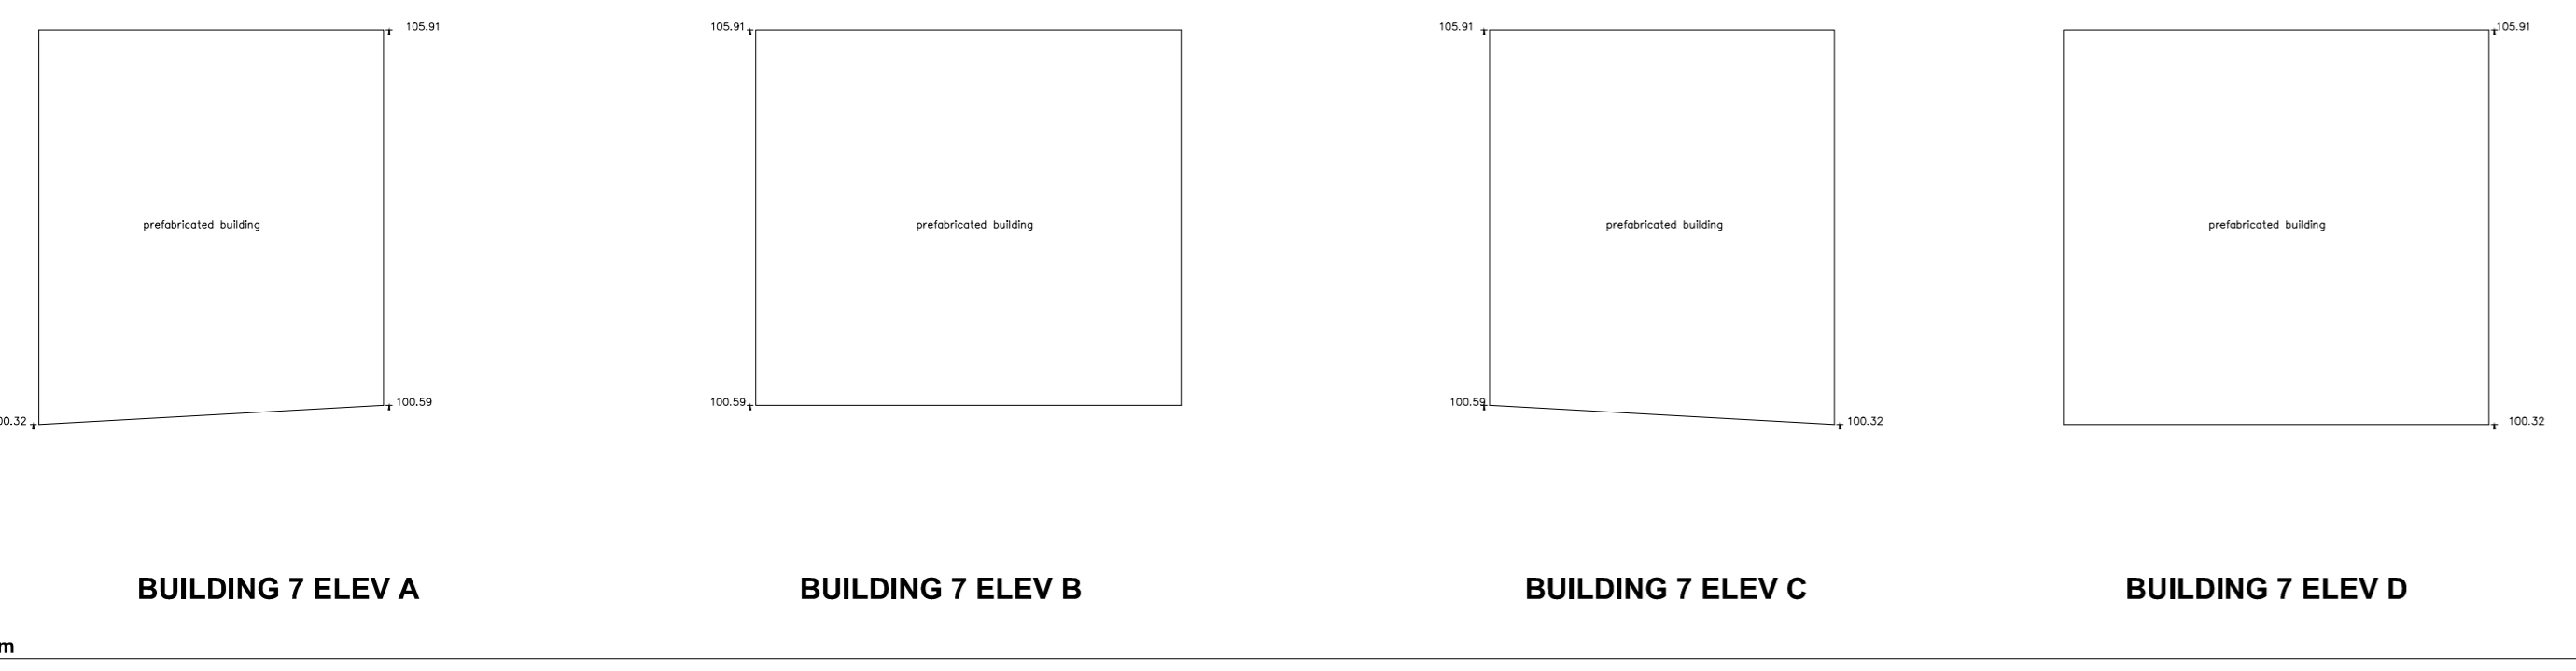 105.91 105.91 105.91 105.91
prefabricated building prefabricated building prefabricated building prefabricated building
100.59 100.59 100.59
00.32 100.32 100.32
BUILDING 7 ELEV A BUILDING 7 ELEV B BUILDING 7 ELEV C BUILDING 7 ELEV D
m